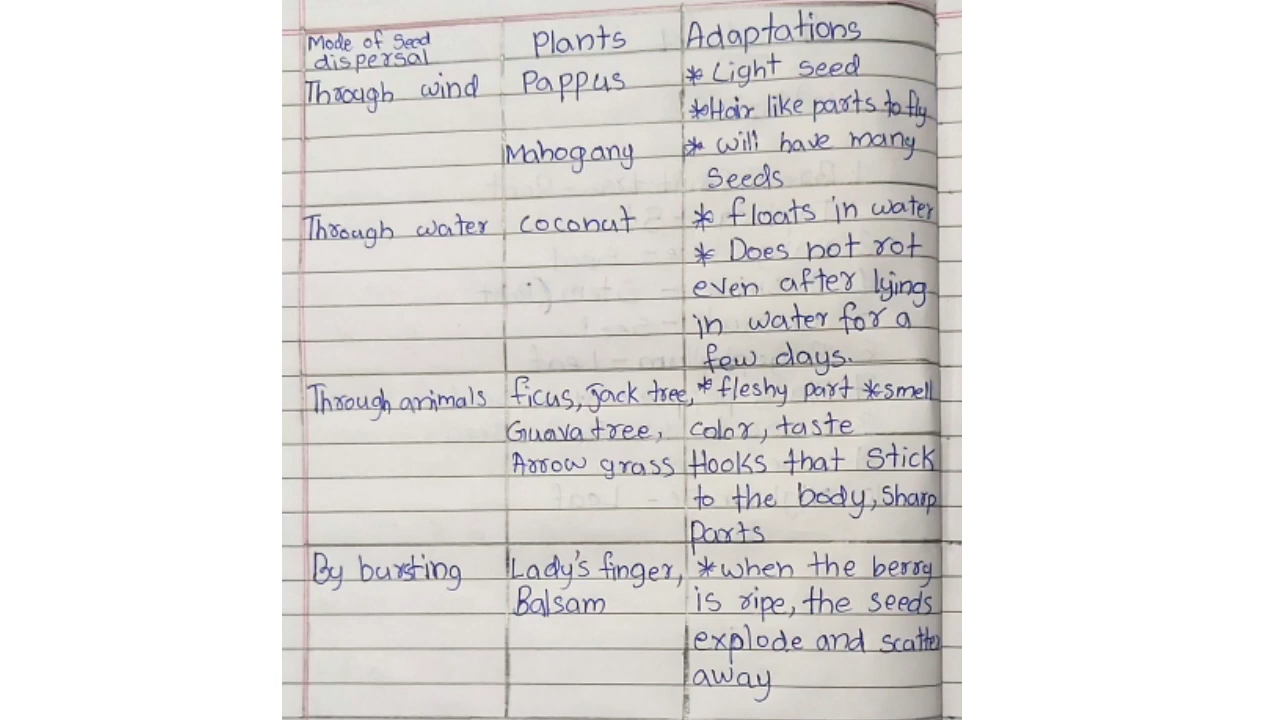 Mode of Seed dispersal Plants Adaptations
Through wind Pappus * Light seed
* Hair like parts to fly
Mahogany * will have many
Seeds
Through water coconut * floats in water
* Does not rot
even after lying
in water for a
few days.
Through animals ficus, Jack tree, * fleshy part * smell
Guava tree, color, taste
Arrow grass Hooks that Stick
to the body, Sharp
Parts
By bursting Lady's finger, * when the berry
Balsam is ripe, the seeds
explode and scatter
away